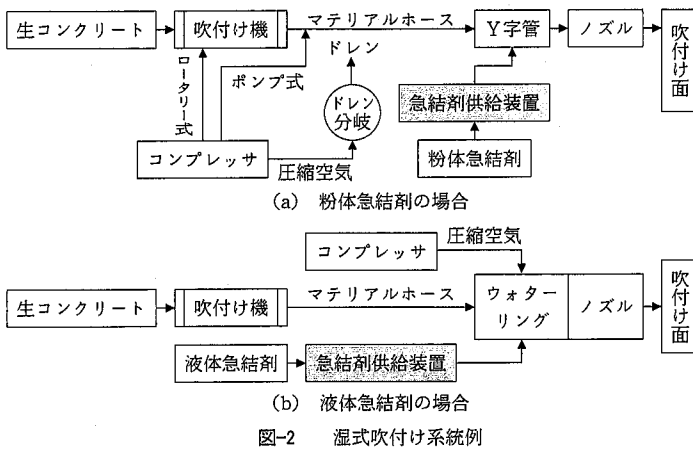 生コンクリート
吹付け機
マテリアルホース
Y字管
ノズル
吹付け面
ロータリー式
ポンプ式
ドレン
ドレン
分岐
急結剤供給装置
粉体急結剤
コンプレッサ
圧縮空気
(a) 粉体急結剤の場合
コンプレッサ
圧縮空気
生コンクリート
吹付け機
マテリアルホース
ウォター
リング
ノズル
吹付け面
液体急結剤
急結剤供給装置
(b) 液体急結剤の場合
図-2 湿式吹付け系統例